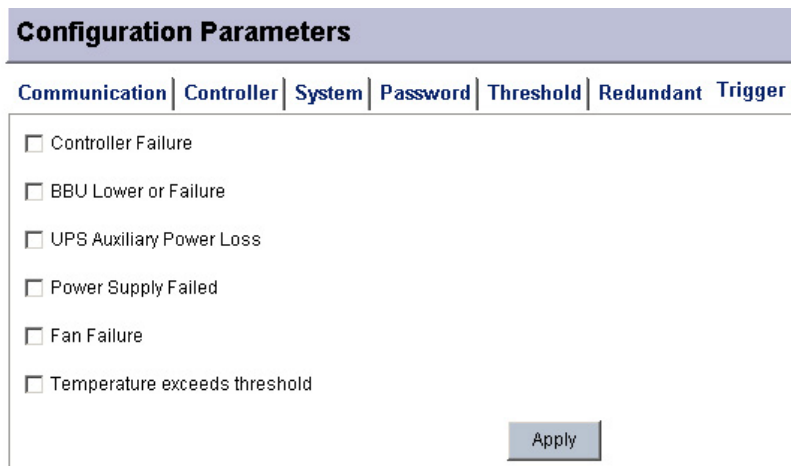 Configuration Parameters
Communication Controller System Password Threshold Redundant Trigger
Controller Failure
BBU Lower or Failure
UPS Auxiliary Power Loss
Power Supply Failed
Fan Failure
Temperature exceeds threshold
Apply